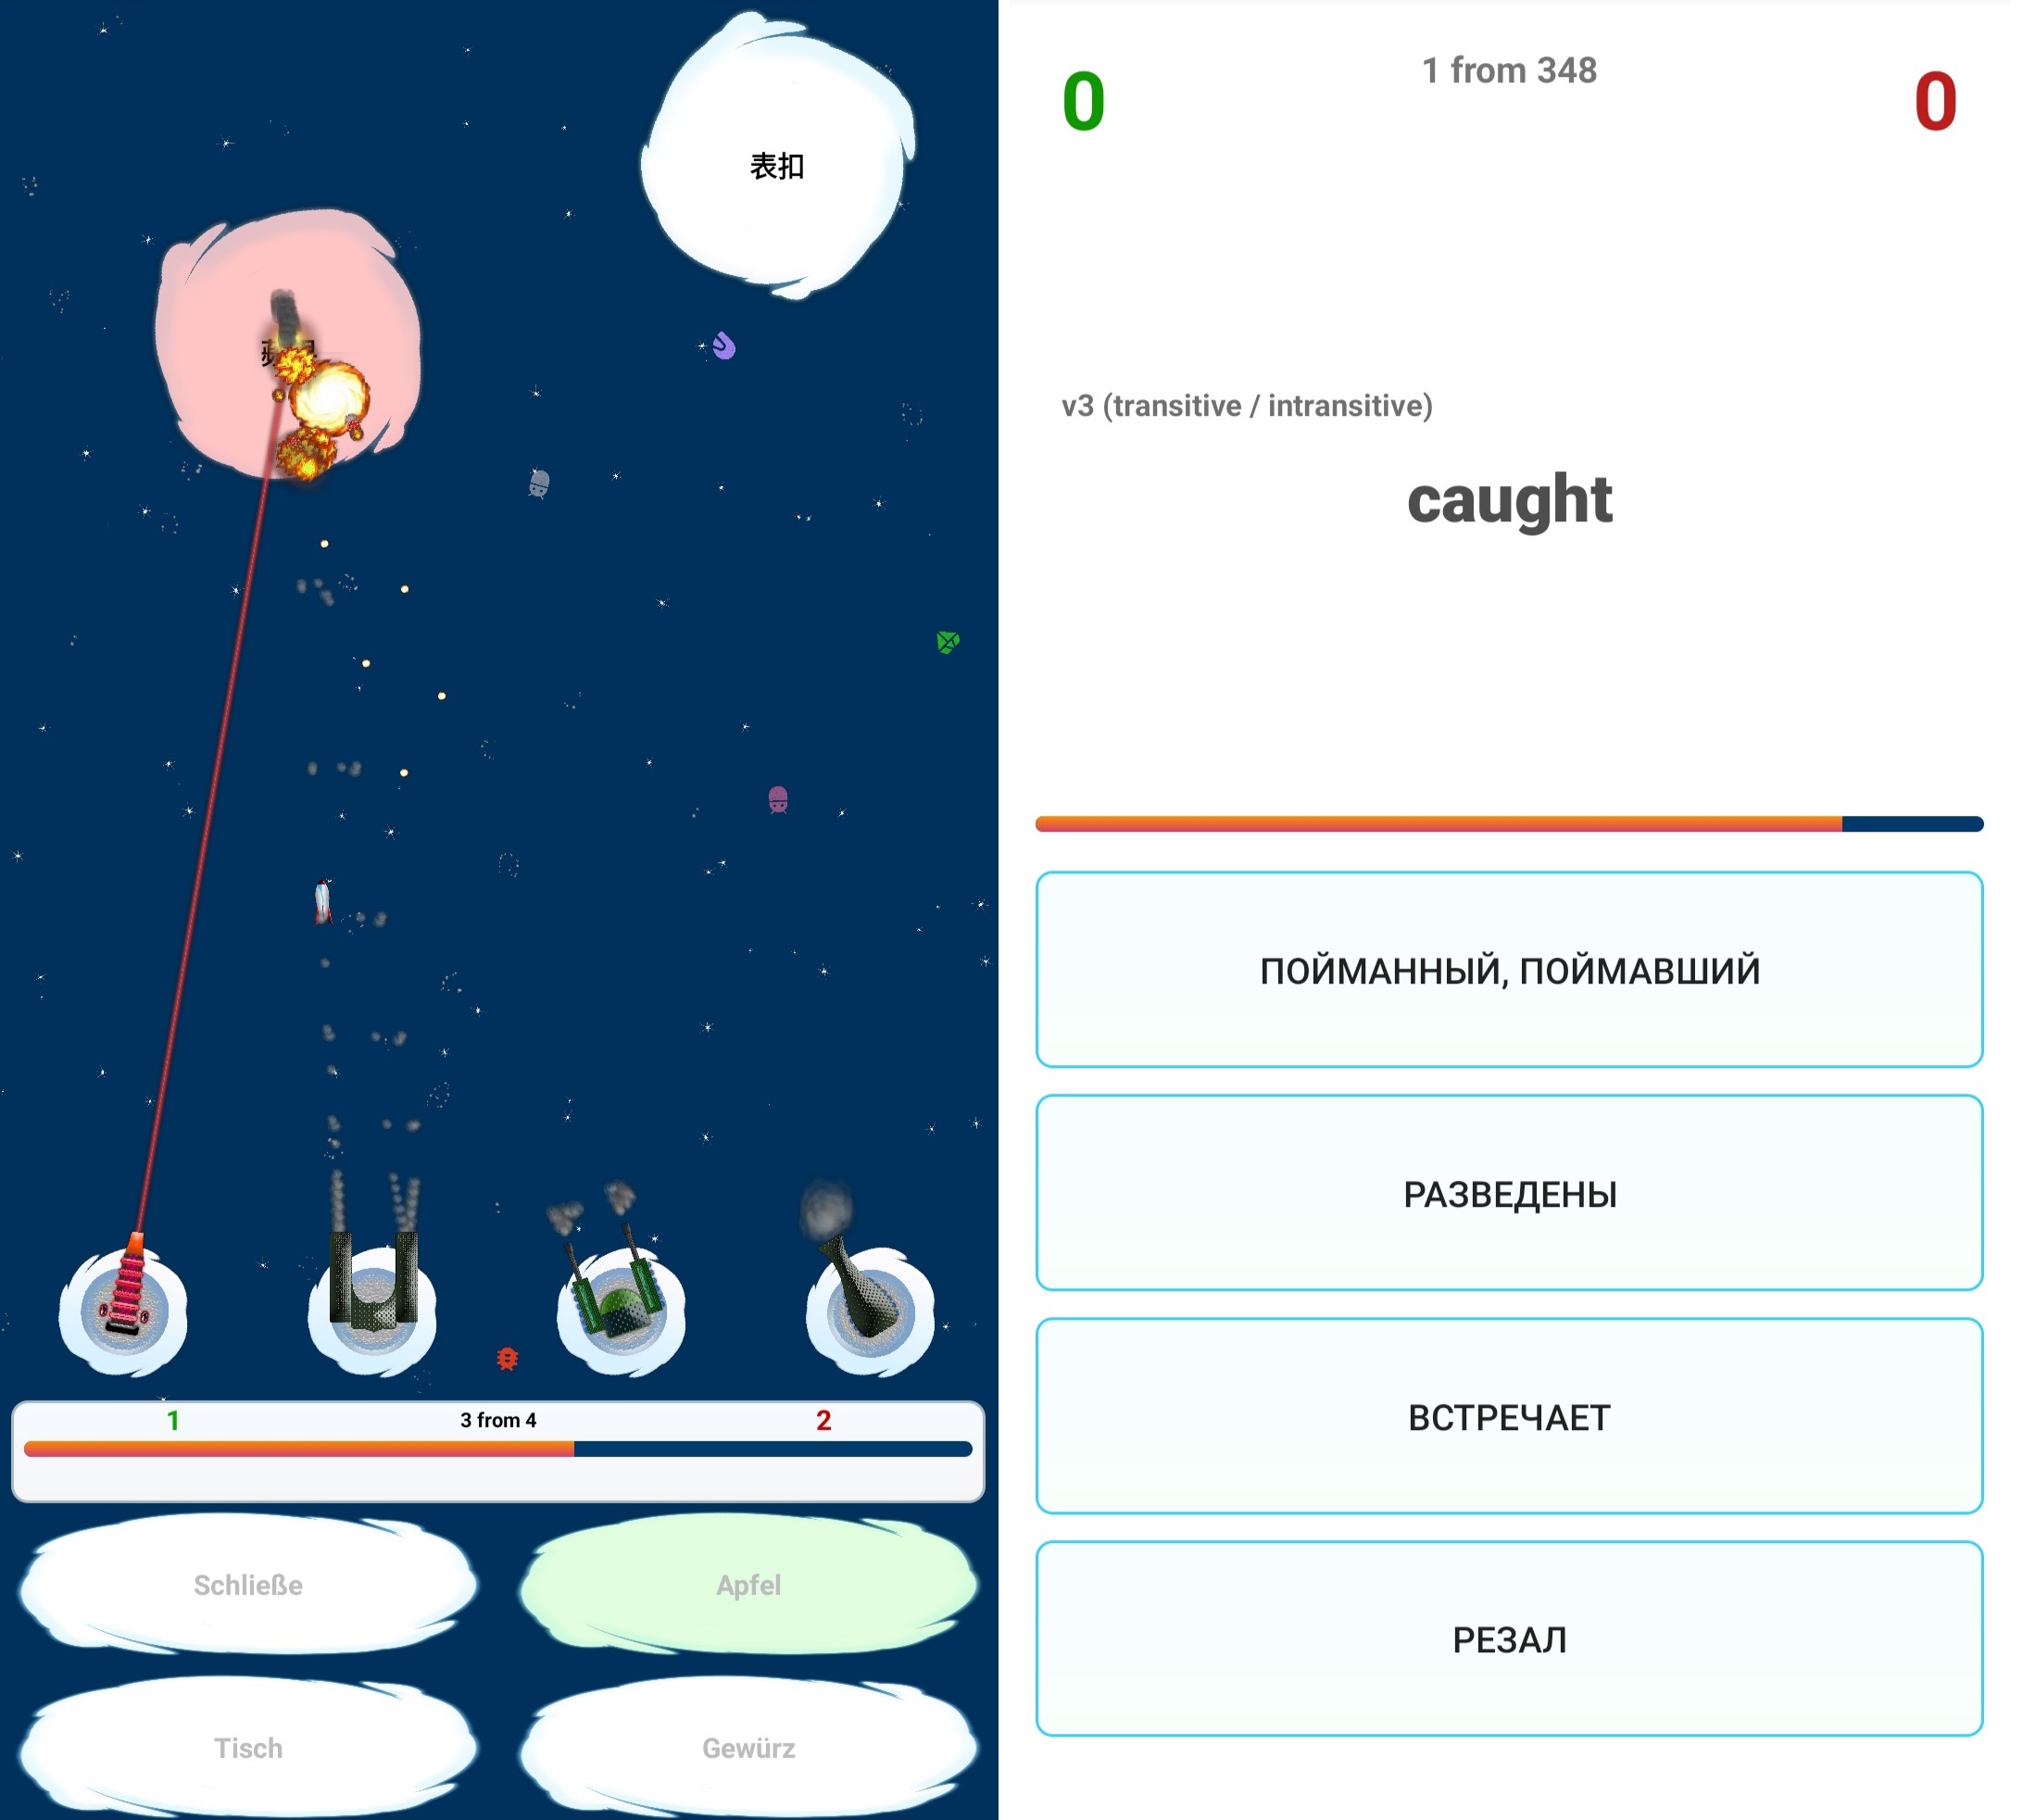 表扣
1
3 from 4
2
Schließe
Apfel
Tisch
Gewürz
0
1 from 348
0
v3 (transitive / intransitive)
caught
ПОЙМАННЫЙ, ПОЙМАВШИЙ
РАЗВЕДЕНЫ
ВСТРЕЧАЕТ
РЕЗАЛ